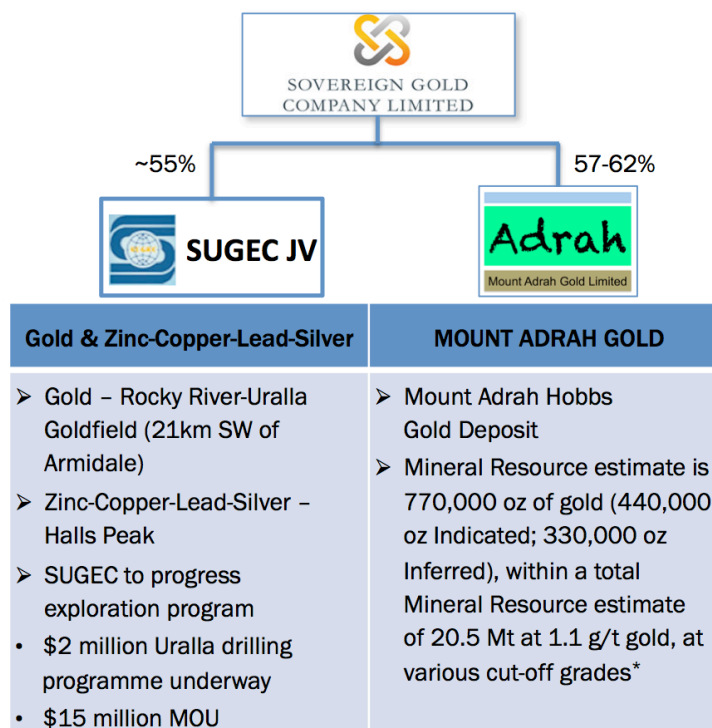 SOVEREIGN GOLD
COMPANY LIMITED
~55%
57-62%
SUGEC JV
Adrah
Mount Adrah Gold Limited
Gold & Zinc-Copper-Lead-Silver
➢ Gold – Rocky River-Uralla
Goldfield (21km SW of
Armidale)
➢ Zinc-Copper-Lead-Silver –
Halls Peak
➢ SUGEC to progress
exploration program
• $2 million Uralla drilling
programme underway
• $15 million MOU
MOUNT ADRAH GOLD
➢ Mount Adrah Hobbs
Gold Deposit
➢ Mineral Resource estimate is
770,000 oz of gold (440,000
oz Indicated; 330,000 oz
Inferred), within a total
Mineral Resource estimate
of 20.5 Mt at 1.1 g/t gold, at
various cut-off grades*